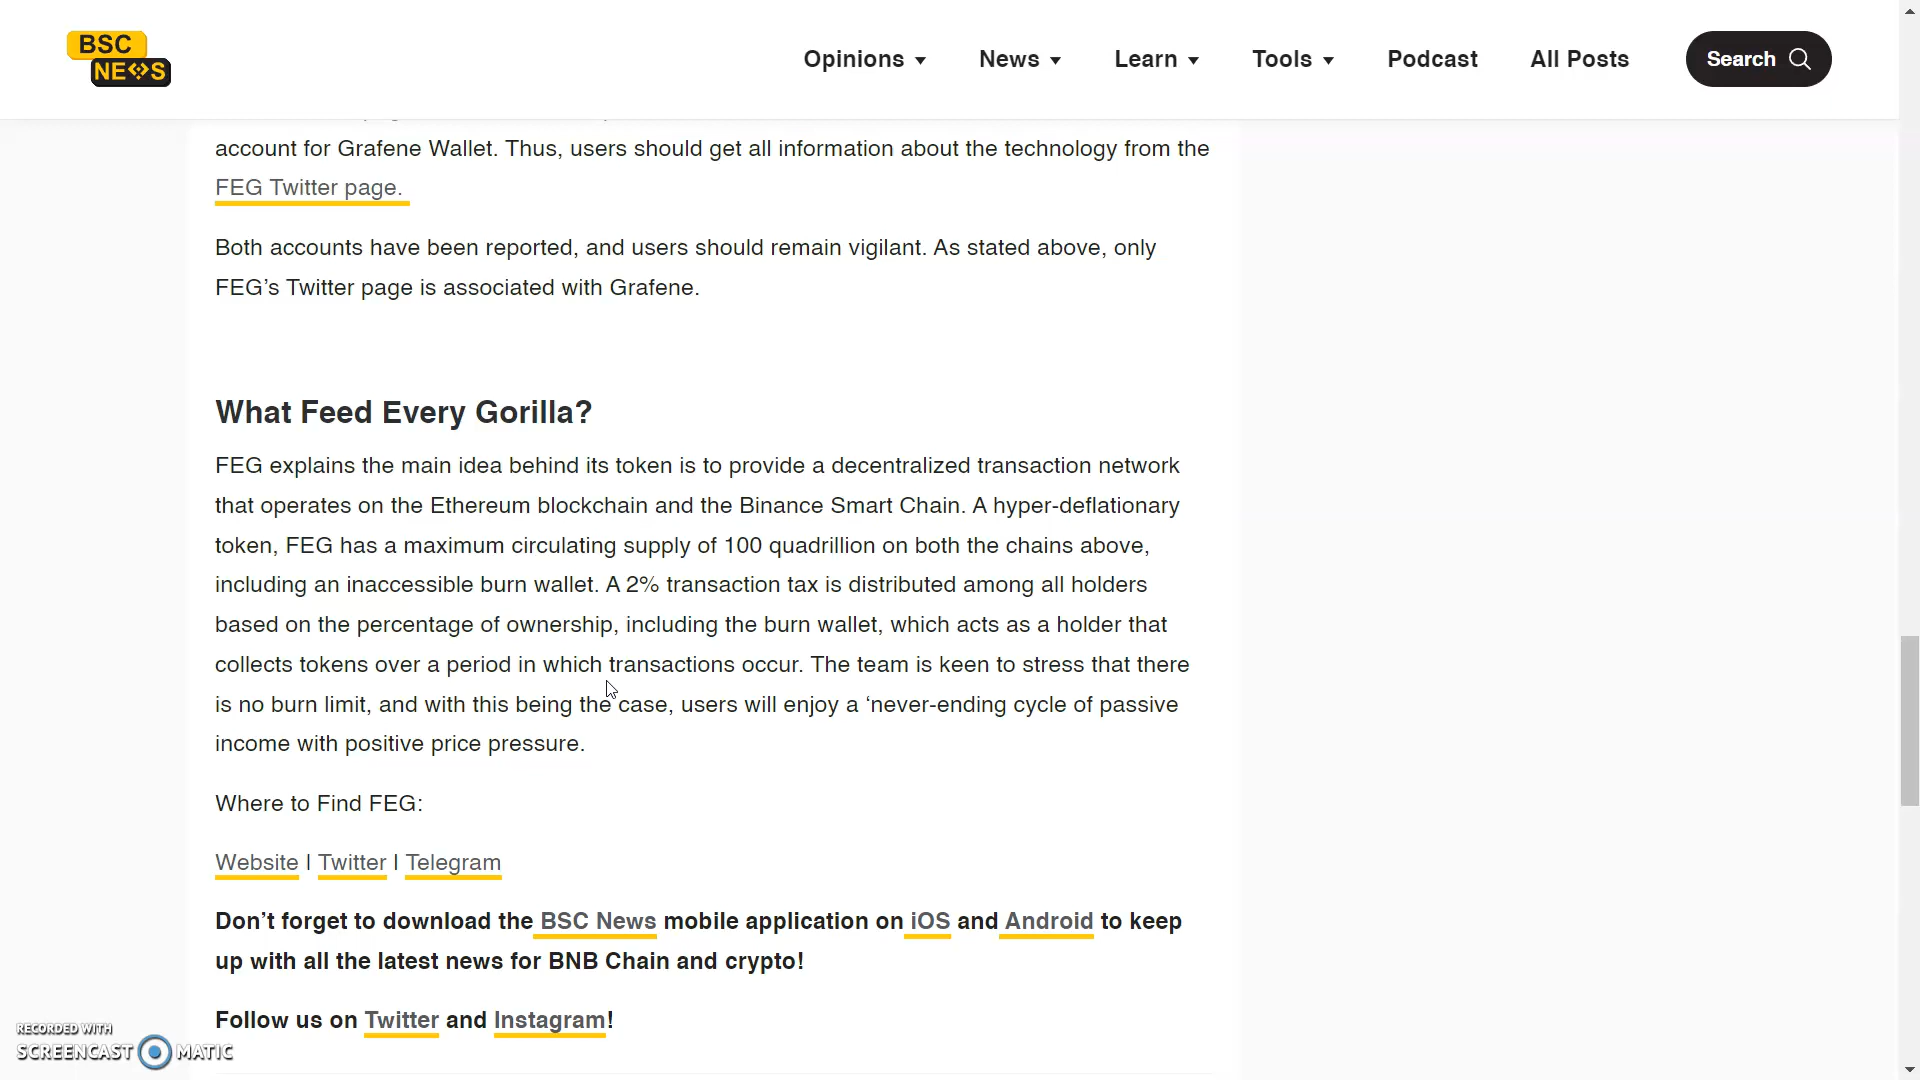 BSC
NEWS
Opinions
News
Learn
Tools
Podcast
All Posts
Search
account for Grafene Wallet. Thus, users should get all information about the technology from the
FEG Twitter page.
Both accounts have been reported, and users should remain vigilant. As stated above, only
FEG’s Twitter page is associated with Grafene.
What Feed Every Gorilla?
FEG explains the main idea behind its token is to provide a decentralized transaction network
that operates on the Ethereum blockchain and the Binance Smart Chain. A hyper-deflationary
token, FEG has a maximum circulating supply of 100 quadrillion on both the chains above,
including an inaccessible burn wallet. A 2% transaction tax is distributed among all holders
based on the percentage of ownership, including the burn wallet, which acts as a holder that
collects tokens over a period in which transactions occur. The team is keen to stress that there
is no burn limit, and with this being the case, users will enjoy a ‘never-ending cycle of passive
income with positive price pressure.
Where to Find FEG:
Website | Twitter | Telegram
Don’t forget to download the BSC News mobile application on iOS and Android to keep
up with all the latest news for BNB Chain and crypto!
Follow us on Twitter and Instagram!
RECORDED WITH
SCREENCAST MATIC